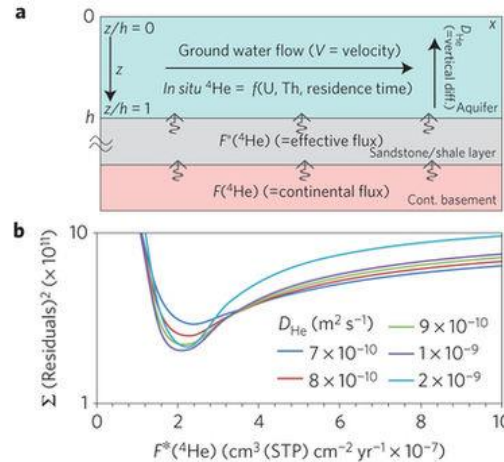 a
0
x
z/h = 0
z
z/h = 1
h
Ground water flow (V = velocity)
In situ ⁴He = f(U, Th, residence time)
D_He
(=vertical diff.)
Aquifer
F*(⁴He) (=effective flux)
Sandstone/shale layer
F(⁴He) (=continental flux)
Cont. basement
b
10
1
Σ (Residuals)² (× 10¹¹)
D_He (m² s⁻¹)
7 × 10⁻¹⁰
8 × 10⁻¹⁰
9 × 10⁻¹⁰
1 × 10⁻⁹
2 × 10⁻⁹
0 2 4 6 8 10
F*(⁴He) (cm³ (STP) cm⁻² yr⁻¹ × 10⁻⁷)